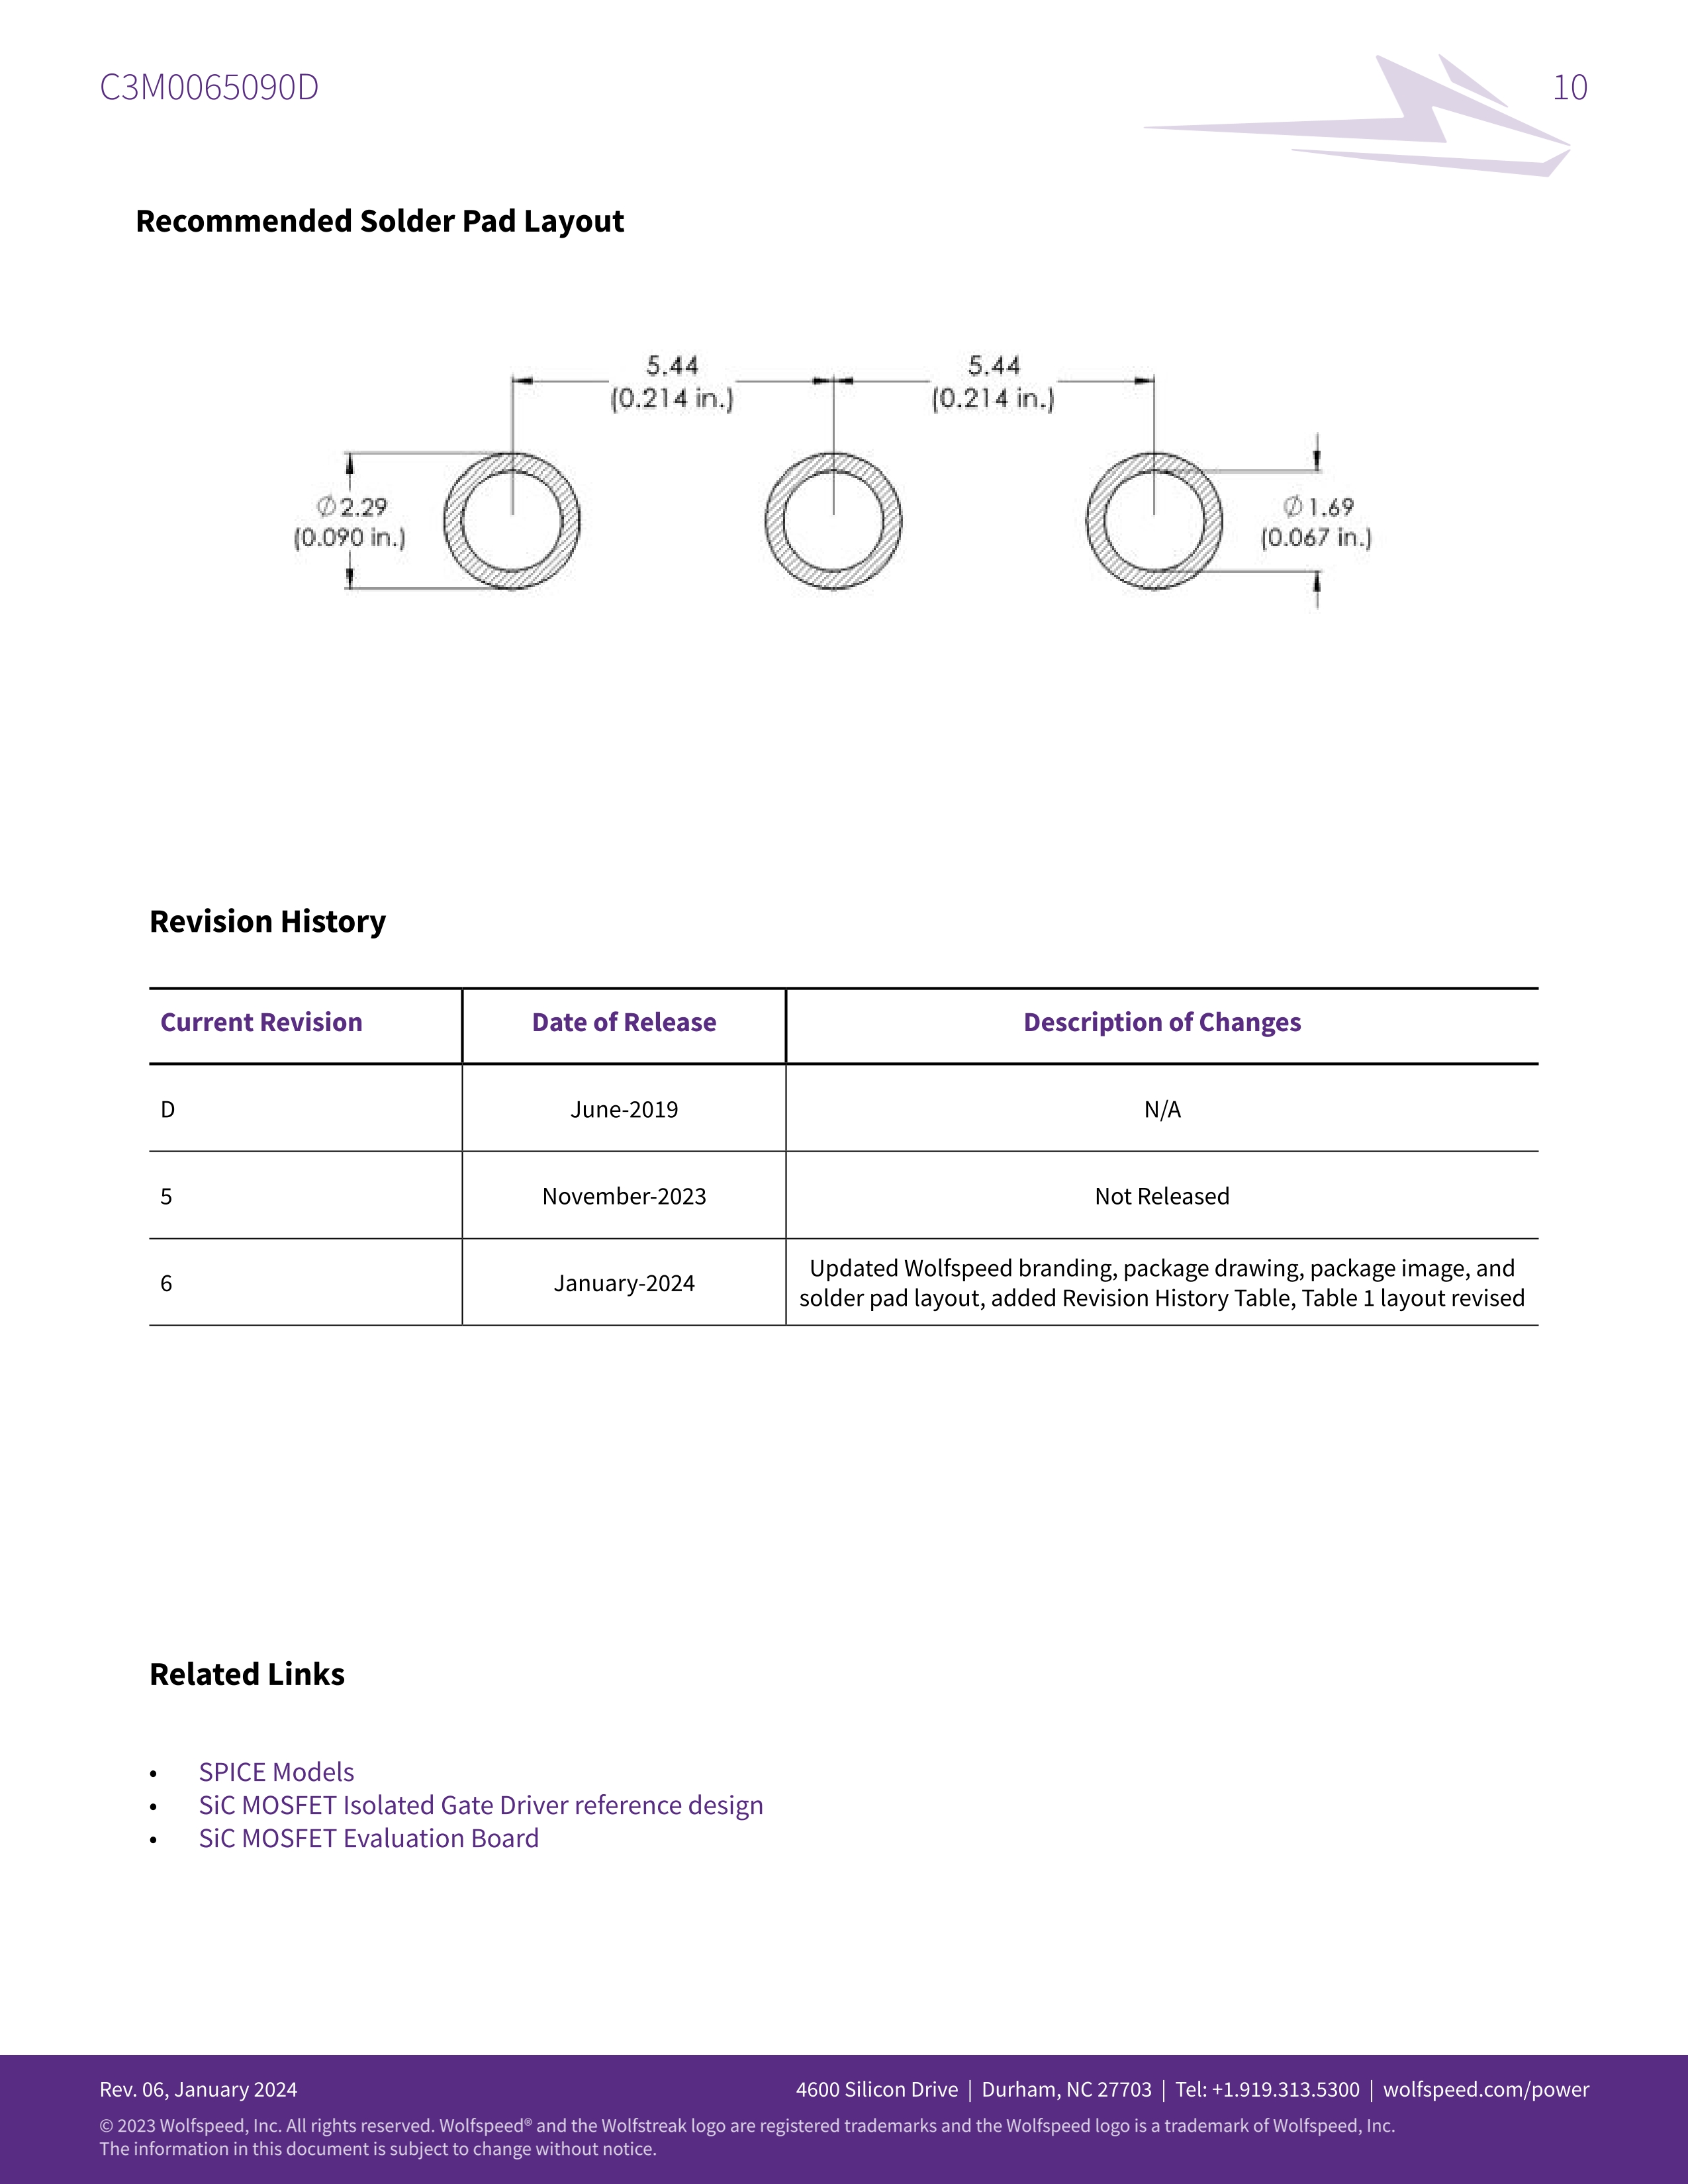 C3M0065090D
10
Recommended Solder Pad Layout
5.44
(0.214 in.)
5.44
(0.214 in.)
∅2.29
(0.090 in.)
∅1.69
(0.067 in.)
Revision History
Current Revision
Date of Release
Description of Changes
D
June-2019
N/A
5
November-2023
Not Released
6
January-2024
Updated Wolfspeed branding, package drawing, package image, and
solder pad layout, added Revision History Table, Table 1 layout revised
Related Links
• SPICE Models
• SiC MOSFET Isolated Gate Driver reference design
• SiC MOSFET Evaluation Board
Rev. 06, January 2024
4600 Silicon Drive | Durham, NC 27703 | Tel: +1.919.313.5300 | wolfspeed.com/power
© 2023 Wolfspeed, Inc. All rights reserved. Wolfspeed® and the Wolfstreak logo are registered trademarks and the Wolfspeed logo is a trademark of Wolfspeed, Inc.
The information in this document is subject to change without notice.